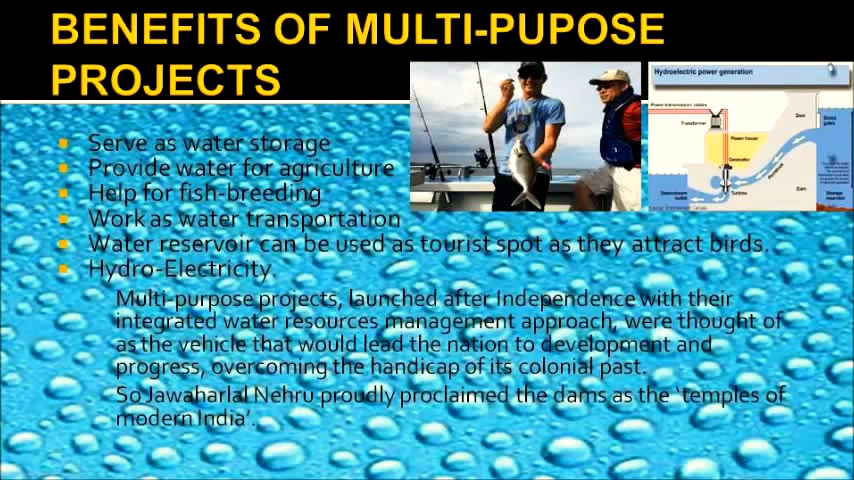 BENEFITS OF MULTI-PUPOSE
PROJECTS
Hydroelectric power generation
Power transmission cables
Transformer
Dam
Power house
Generator
Turbine
Dam
Downstream
outlet
Storage
reservoir
Serve as water storage
Provide water for agriculture
Help for fish-breeding
Work as water transportation
Water reservoir can be used as tourist spot as they attract birds.
Hydro-Electricity.
Multi-purpose projects, launched after Independence with their
integrated water resources management approach, were thought of
as the vehicle that would lead the nation to development and
progress, overcoming the handicap of its colonial past.
So Jawaharlal Nehru proudly proclaimed the dams as the ‘temples of
modern India’.